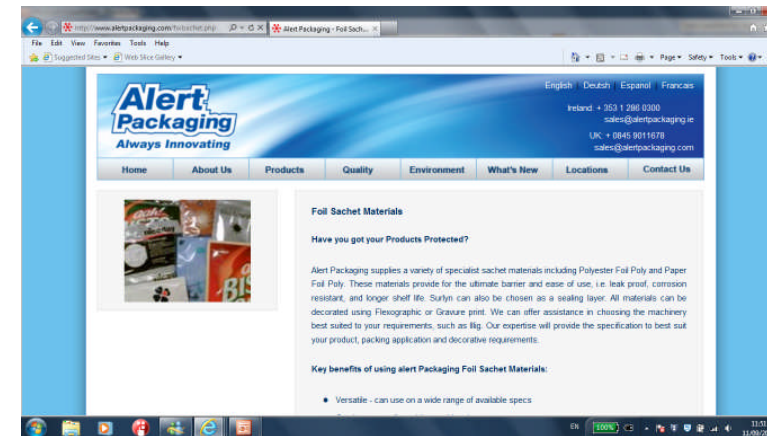 http://www.alertpackaging.com/foilsachet.php
Alert Packaging - Foil Sach...
File Edit View Favorites Tools Help
Suggested Sites Web Slice Gallery
Page Safety Tools
English Deutsh Espanol Francais
Alert
Packaging
Always Innovating
Ireland: + 353 1 286 0300
sales@alertpackaging.ie
UK: + 0845 9011678
sales@alertpackaging.com
Home About Us Products Quality Environment What's New Locations Contact Us
Foil Sachet Materials
Have you got your Products Protected?
Alert Packaging supplies a variety of specialist sachet materials including Polyester Foil Poly and Paper
Foil Poly. These materials provide for the ultimate barrier and ease of use, i.e. leak proof, corrosion
resistant, and longer shelf life. Surlyn can also be chosen as a sealing layer. All materials can be
decorated using Flexographic or Gravure print. We can offer assistance in choosing the machinery
best suited to your requirements, such as Illig. Our expertise will provide the specification to best suit
your product, packing application and decorative requirements.
Key benefits of using alert Packaging Foil Sachet Materials:
Versatile - can use on a wide range of available specs
EN 100% 11:51
11/09/20